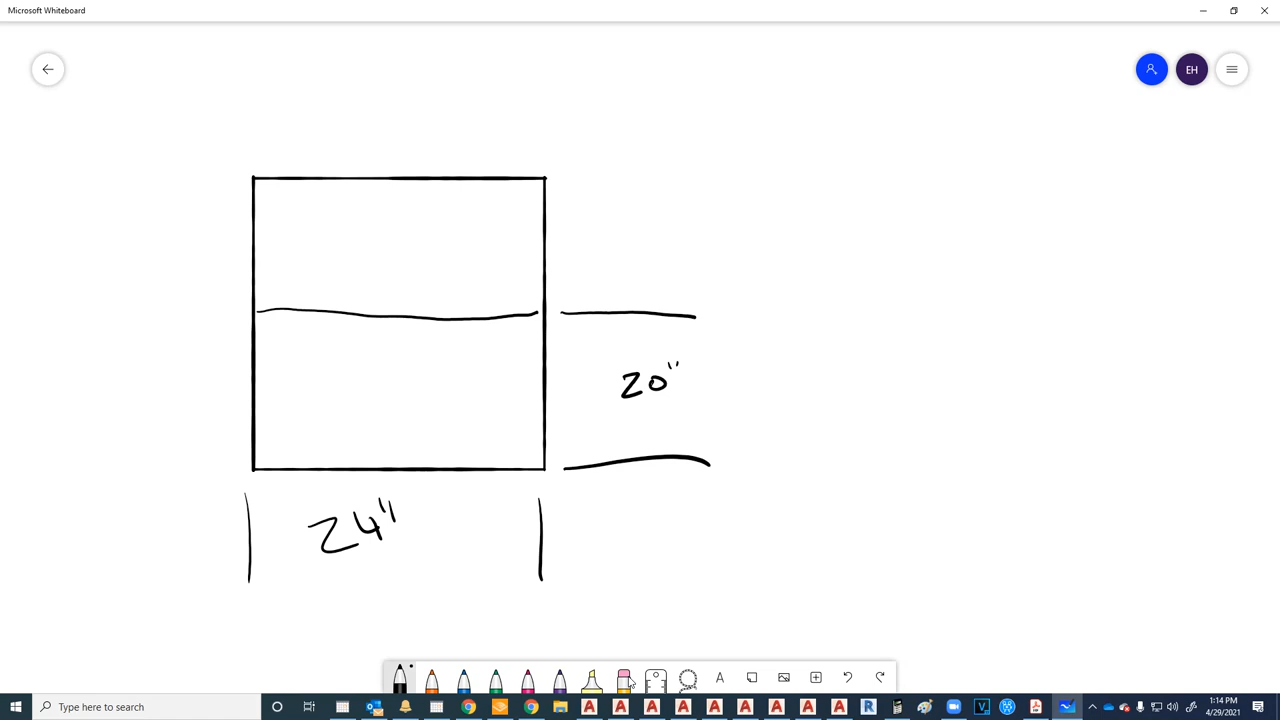 Microsoft Whiteboard
EH
20"
24"
A
Type here to search
1:14 PM
4/29/2021